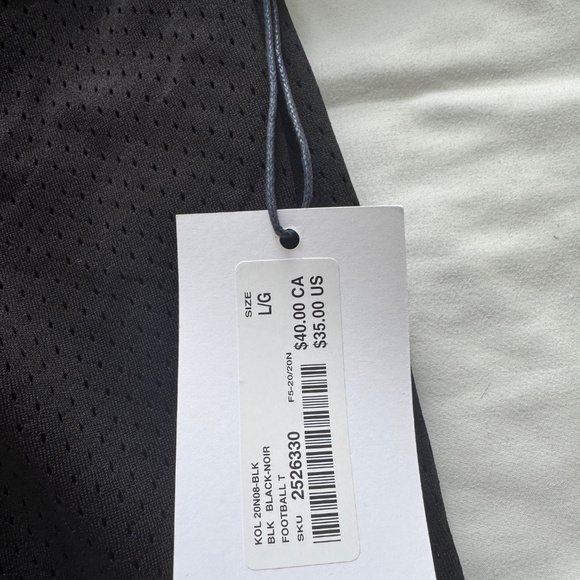 KOL 20N08-BLK
BLK BLACK-NOIR
FOOTBALL T
SKU 2526330
SIZE
L/G
F5-20/20N
$40.00 CA
$35.00 US